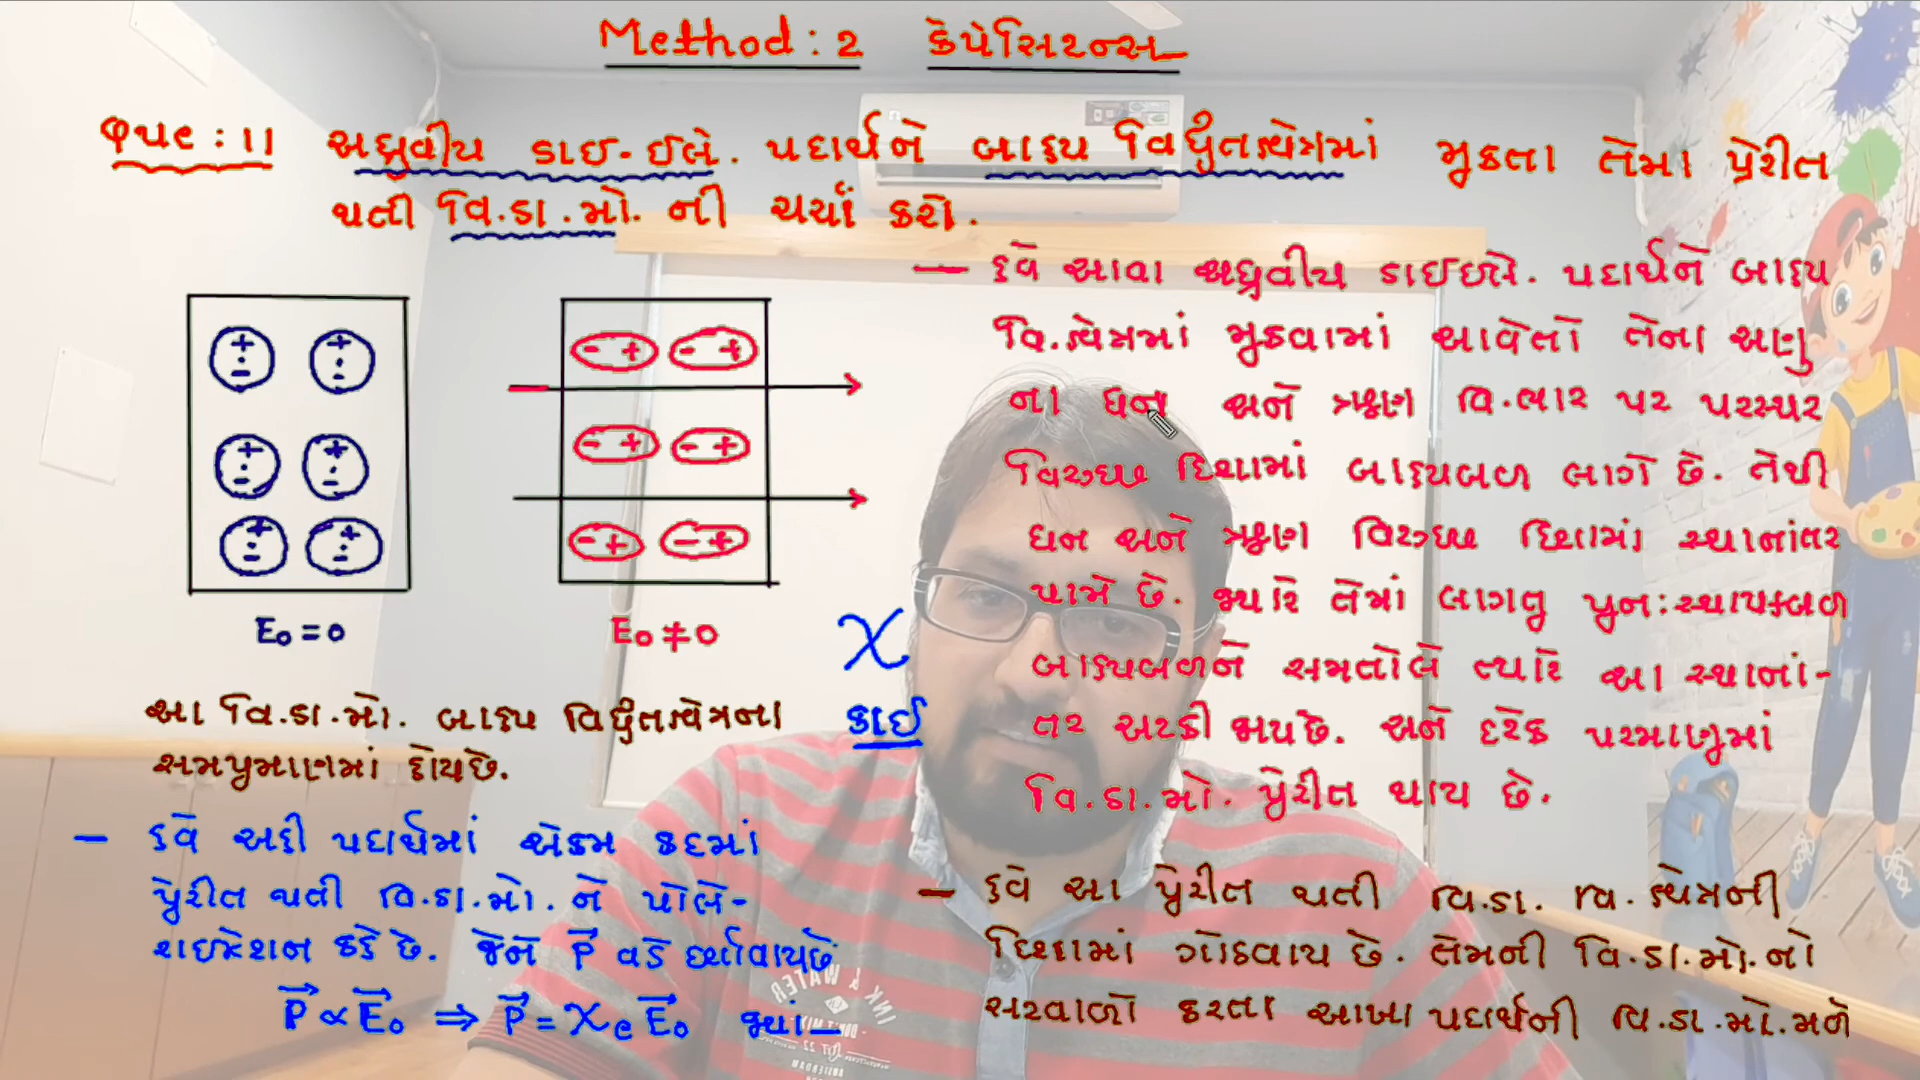 Method : 2 કેપેસિટન્સ
પ્રશ્ન : 11 અધ્રુવીય ડાઇ-ઈલે. પદાર્થને બાહ્ય વિદ્યુતક્ષેત્રમાં મુકતા તેમા પ્રેરીત
થતી વિ.ડા.મો. ની ચર્ચા કરો.
+ - + -
+ - + -
+ - + -
E₀ = 0
- + - +
- + - +
- + - +
E₀ ≠ 0
આ વિ.ડા.મો. બાહ્ય વિદ્યુતક્ષેત્રના
સમપ્રમાણમાં હોય છે.
– હવે અહી પદાર્થમાં એકમ કદમાં
પ્રેરીત થતી વિ.ડા.મો. ને પોલે-
રાઇઝેશન કહે છે. જેને P⃗ વડે દર્શાવાય છે
P⃗ ∝ E⃗₀ ⇒ P⃗ = χₑ E⃗₀ જ્યાં –
χ
કાઈ
– હવે આવા અધ્રુવીય ડાઈઈલે. પદાર્થને બાહ્ય
વિ.ક્ષેત્રમાં મુકવામાં આવેતો તેના અણુ
ના ધન અને ઋણ વિ.ભાર પર પરસ્પર
વિરુધ્ધ દિશામાં બાહ્યબળ લાગે છે. તેથી
ધન અને ઋણ વિરુધ્ધ દિશામાં સ્થાનાંતર
પામે છે. જ્યારે તેમાં લાગતુ પુન:સ્થાપકબળ
બાહ્યબળને સમતોલે ત્યારે આ સ્થાનાં-
તર અટકી જાય છે. અને દરેક પરમાણુમાં
વિ.ડા.મો. પ્રેરીત થાય છે.
– હવે આ પ્રેરીત થતી વિ.ડા. વિ. ક્ષેત્રની
દિશામાં ગોઠવાય છે. તેમની વિ.ડા.મો.નો
સરવાળો કરતા આખા પદાર્થની વિ.ડા.મો.મળે
INK & WATER